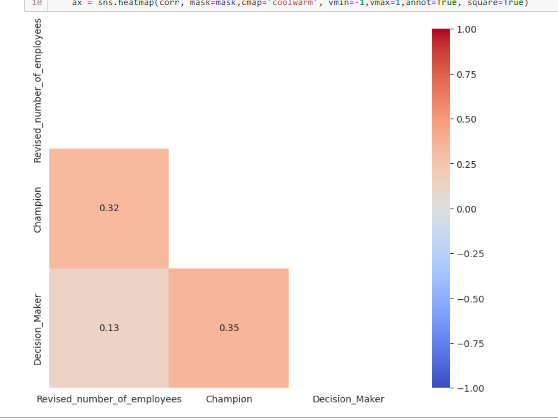 10 ax = sns.heatmap(corr, mask=mask,cmap='coolwarm', vmin=-1,vmax=1,annot=True, square=True)
Revised_number_of_employees
Champion
Decision_Maker
0.32
0.13
0.35
Revised_number_of_employees
Champion
Decision_Maker
1.00
0.75
0.50
0.25
0.00
−0.25
−0.50
−0.75
−1.00